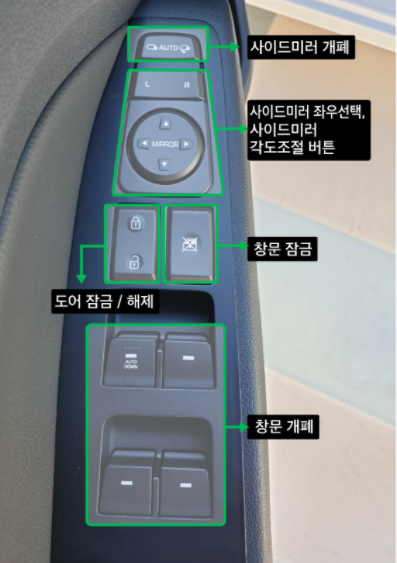 AUTO
사이드미러 개폐
L R
사이드미러 좌우선택,
사이드미러
각도조절 버튼
MIRROR
창문 잠금
도어 잠금 / 해제
AUTO
DOWN
창문 개폐